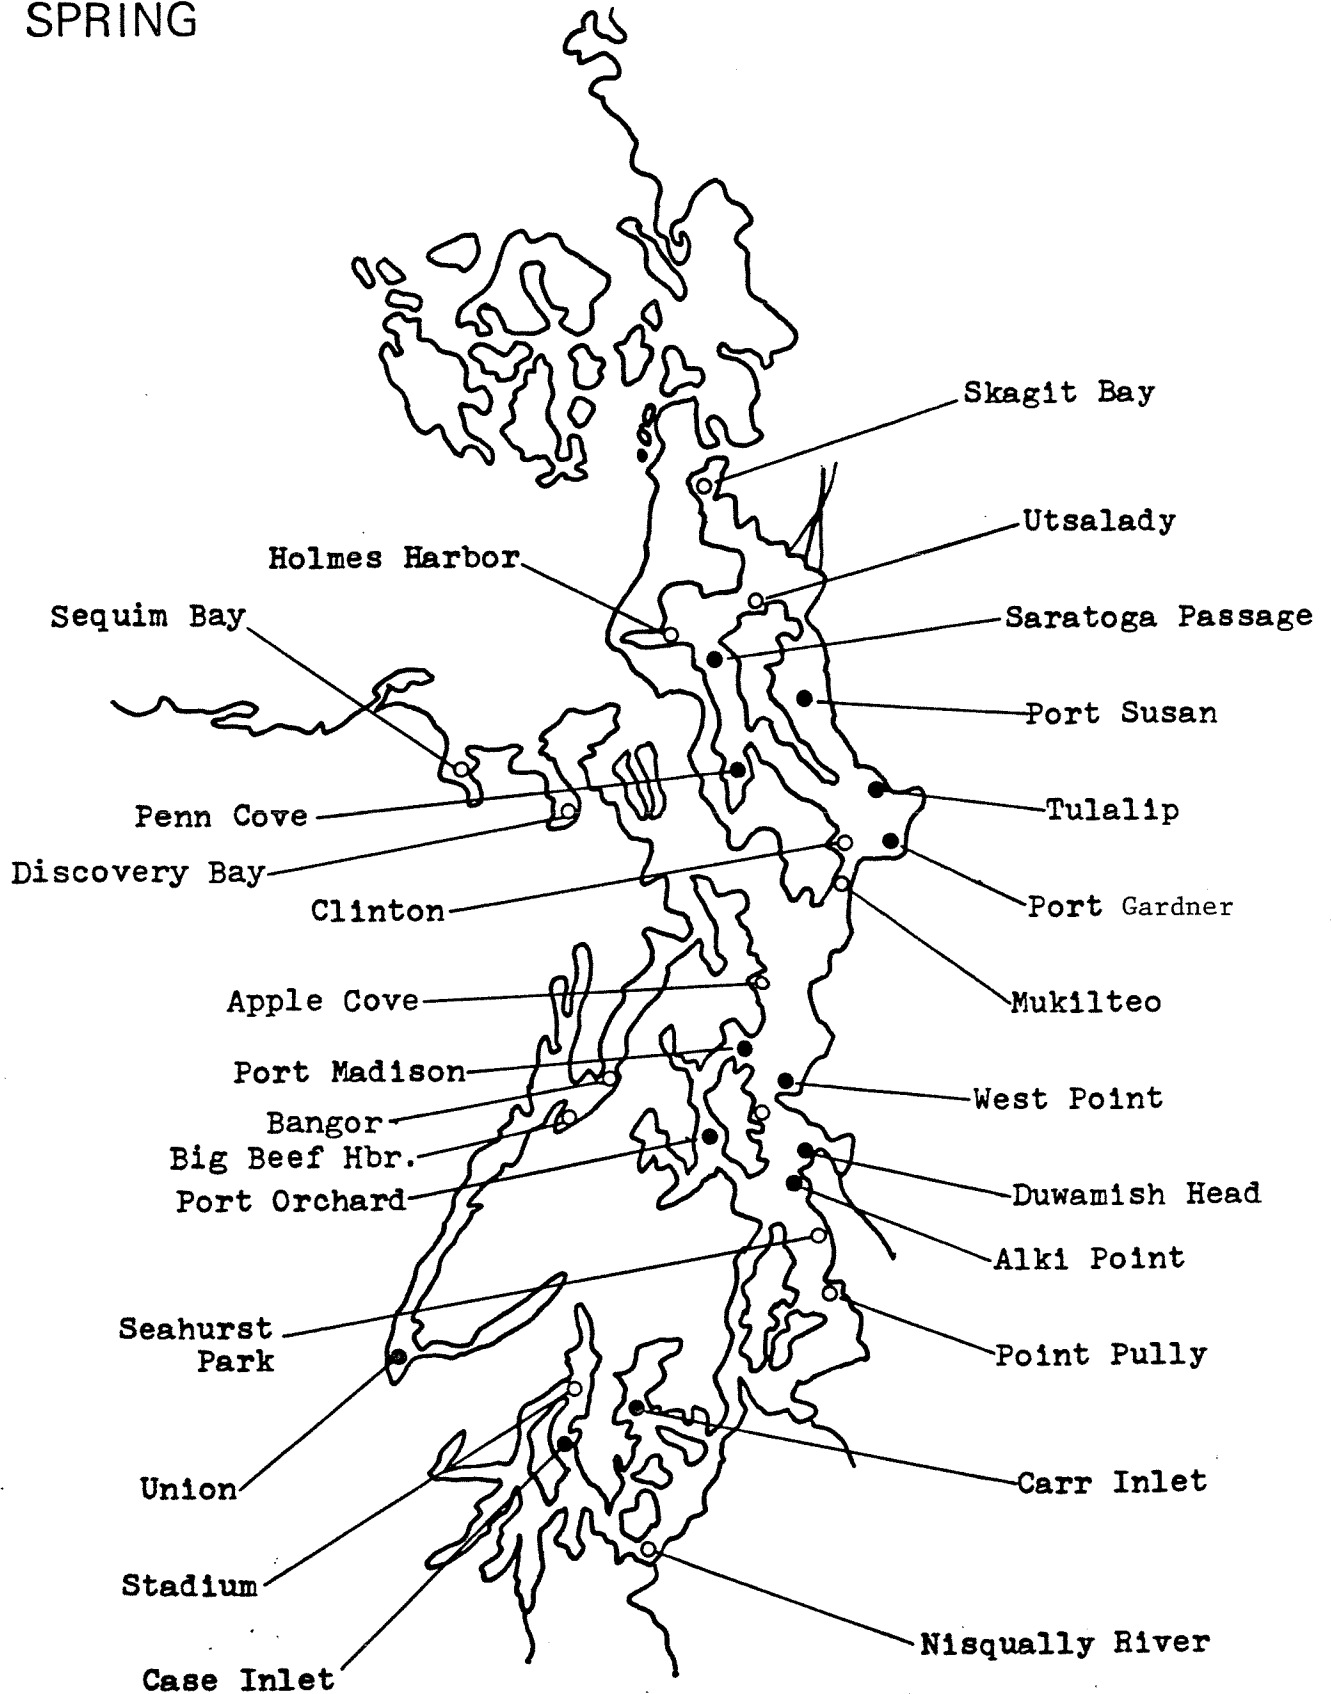 SPRING
Skagit Bay
Utsalady
Holmes Harbor
Sequim Bay
Saratoga Passage
Port Susan
Penn Cove
Tulalip
Discovery Bay
Clinton
Port Gardner
Apple Cove
Mukilteo
Port Madison
West Point
Bangor
Big Beef Hbr.
Port Orchard
Duwamish Head
Alki Point
Seahurst
Park
Point Pully
Union
Carr Inlet
Stadium
Nisqually River
Case Inlet